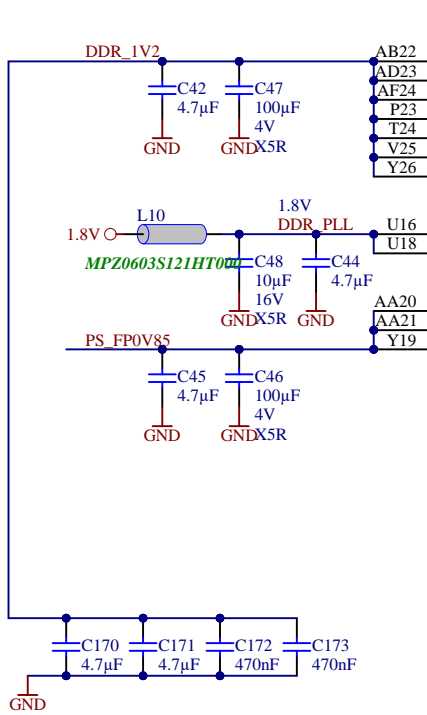 DDR_1V2
AB22
AD23
AF24
P23
T24
V25
Y26
C42
4.7µF
GND
C47
100µF
4V
X5R
GND
1.8V
L10
MPZ0603S121HT000
1.8V
DDR_PLL
U16
U18
C48
10µF
16V
X5R
GND
C44
4.7µF
GND
AA20
AA21
Y19
PS_FP0V85
C45
4.7µF
GND
C46
100µF
4V
X5R
GND
C170
4.7µF
C171
4.7µF
C172
470nF
C173
470nF
GND